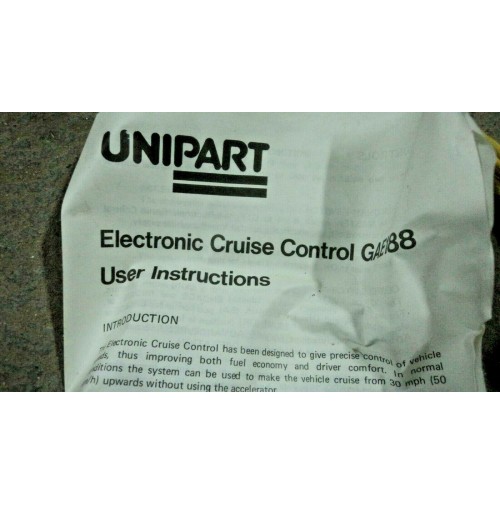 UNIPART
Electronic Cruise Control
User Instructions
INTRODUCTION
Electronic Cruise Control has been designed to give precise control of vehicle
thus improving both fuel economy and driver comfort. In normal
the system can be used to make the vehicle cruise from 30 mph (50
upwards without using the accelerator